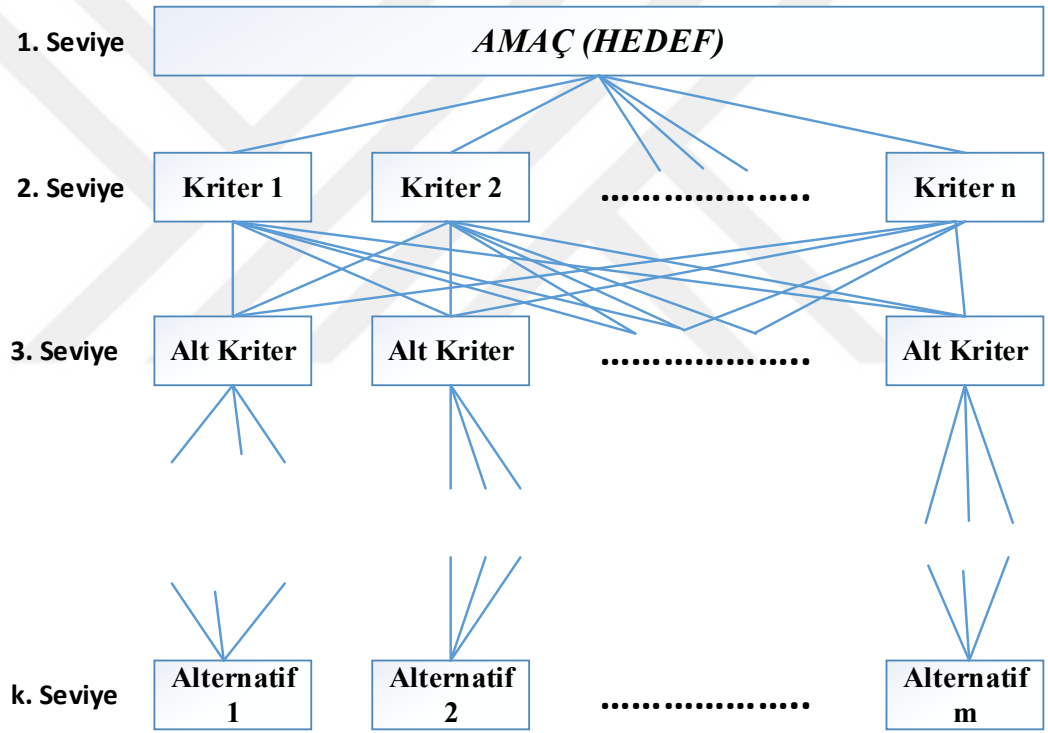 1. Seviye
AMAÇ (HEDEF)
2. Seviye
Kriter 1
Kriter 2
…………………..
Kriter n
3. Seviye
Alt Kriter
Alt Kriter
…………………..
Alt Kriter
k. Seviye
Alternatif
1
Alternatif
2
…………………..
Alternatif
m